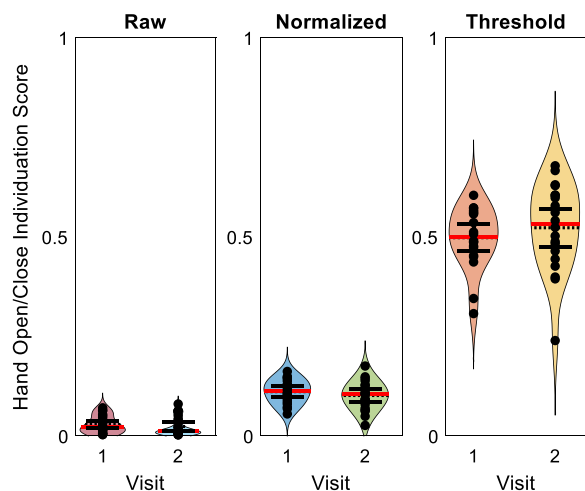 Raw
Normalized
Threshold
Hand Open/Close Individuation Score
1
0.5
0
1
0.5
0
1
0.5
0
1 2
1 2
1 2
Visit
Visit
Visit